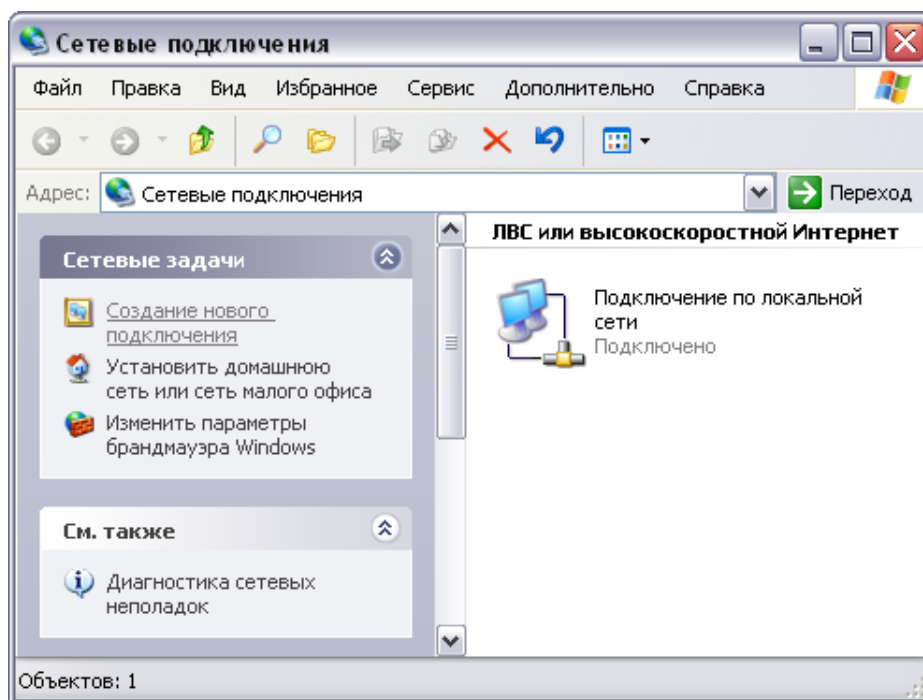 Сетевые подключения
Файл Правка Вид Избранное Сервис Дополнительно Справка
Адрес: Сетевые подключения Переход
Сетевые задачи
Создание нового
подключения
Установить домашнюю
сеть или сеть малого офиса
Изменить параметры
брандмауэра Windows
См. также
Диагностика сетевых
неполадок
ЛВС или высокоскоростной Интернет
Подключение по локальной
сети
Подключено
Объектов: 1